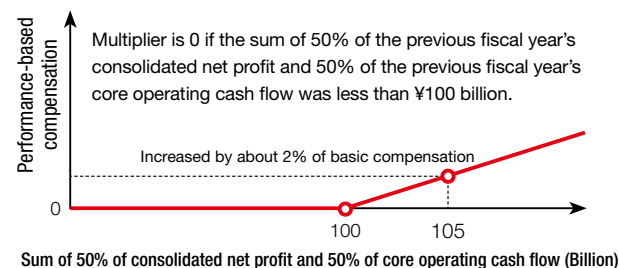 Performance-based
compensation
Multiplier is 0 if the sum of 50% of the previous fiscal year’s
consolidated net profit and 50% of the previous fiscal year’s
core operating cash flow was less than ¥100 billion.
Increased by about 2% of basic compensation
0
100
105
Sum of 50% of consolidated net profit and 50% of core operating cash flow (Billion)